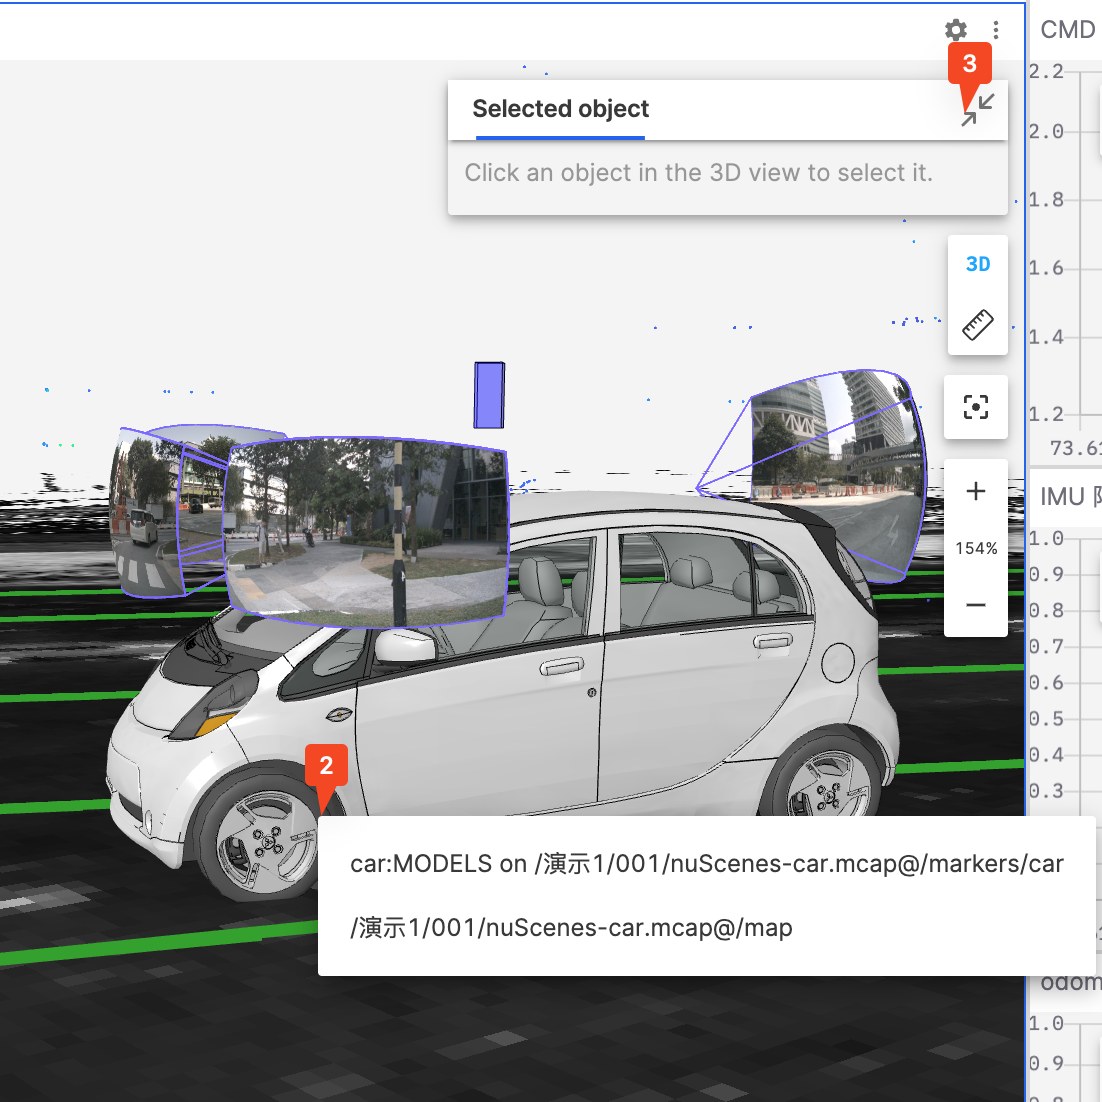 CMD
3
2.2
Selected object
2.0
Click an object in the 3D view to select it.
1.8
3D
1.6
1.4
1.2
73.61
IMU
+
1.0
154%
0.9
−
0.8
0.7
0.6
0.5
2
0.4
0.3
car:MODELS on /演示1/001/nuScenes-car.mcap@/markers/car
/演示1/001/nuScenes-car.mcap@/map
odom
1.0
0.9